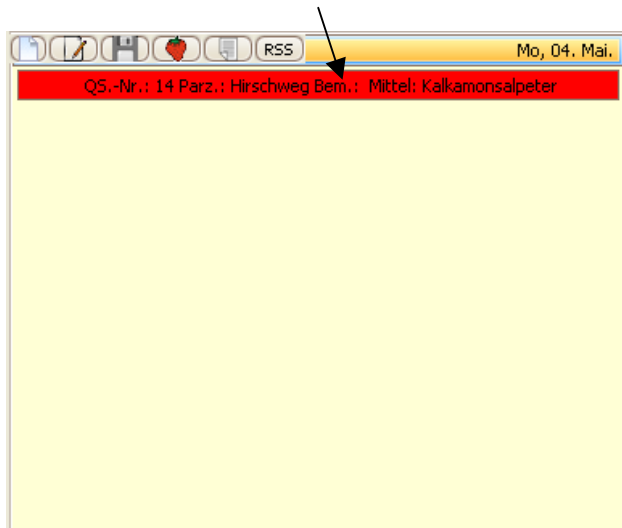 RSS Mo, 04. Mai.
QS.-Nr.: 14 Parz.: Hirschweg Bem.: Mittel: Kalkamonsalpeter